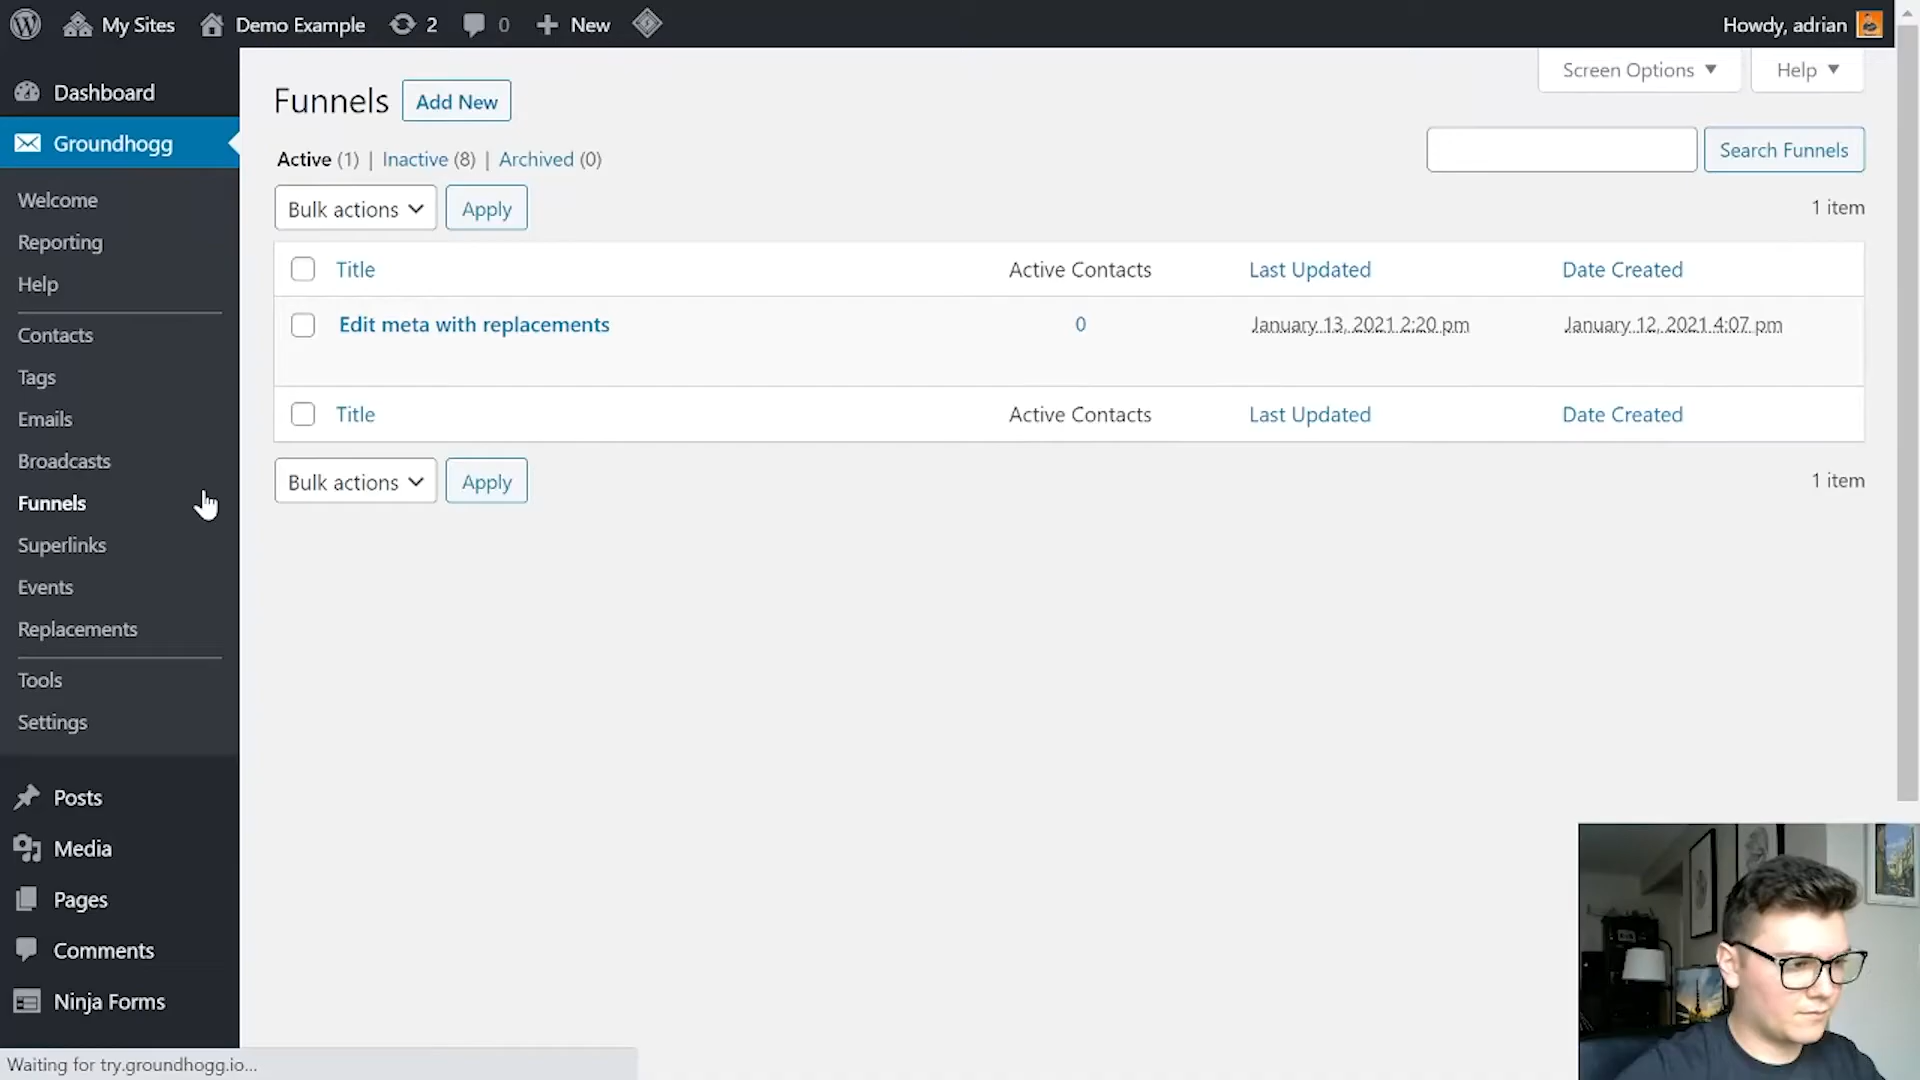 My Sites
Demo Example
2
0
New
Howdy, adrian
Dashboard
Groundhogg
Welcome
Reporting
Help
Contacts
Tags
Emails
Broadcasts
Funnels
Superlinks
Events
Replacements
Tools
Settings
Posts
Media
Pages
Comments
Ninja Forms
Screen Options
Help
Funnels
Add New
Active (1) | Inactive (8) | Archived (0)
Search Funnels
Bulk actions
Apply
1 item
Title
Active Contacts
Last Updated
Date Created
Edit meta with replacements
0
January 13, 2021 2:20 pm
January 12, 2021 4:07 pm
Title
Active Contacts
Last Updated
Date Created
Bulk actions
Apply
1 item
Waiting for try.groundhogg.io...